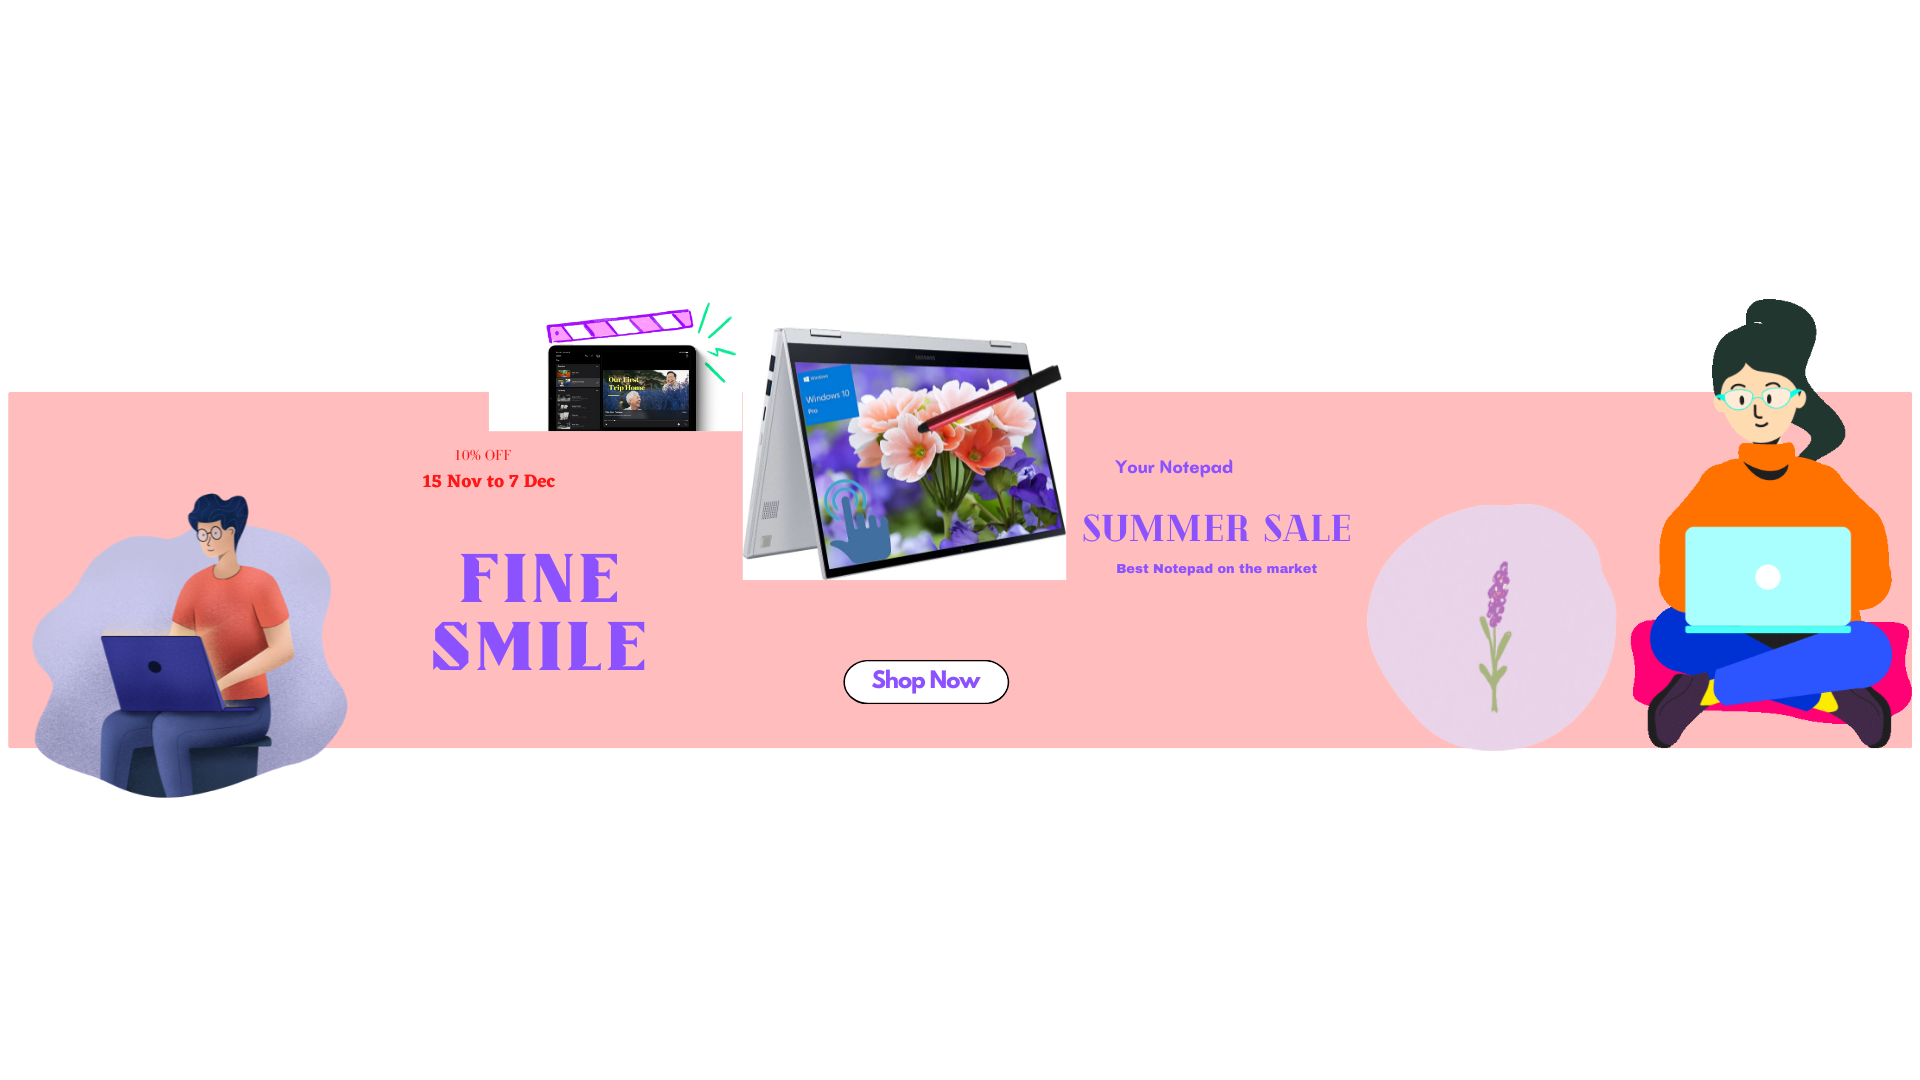 Our First
Trip Home
Windows
Windows 10
Pro
10% OFF
15 Nov to 7 Dec
FINE
SMILE
Your Notepad
SUMMER SALE
Best Notepad on the market
Shop Now